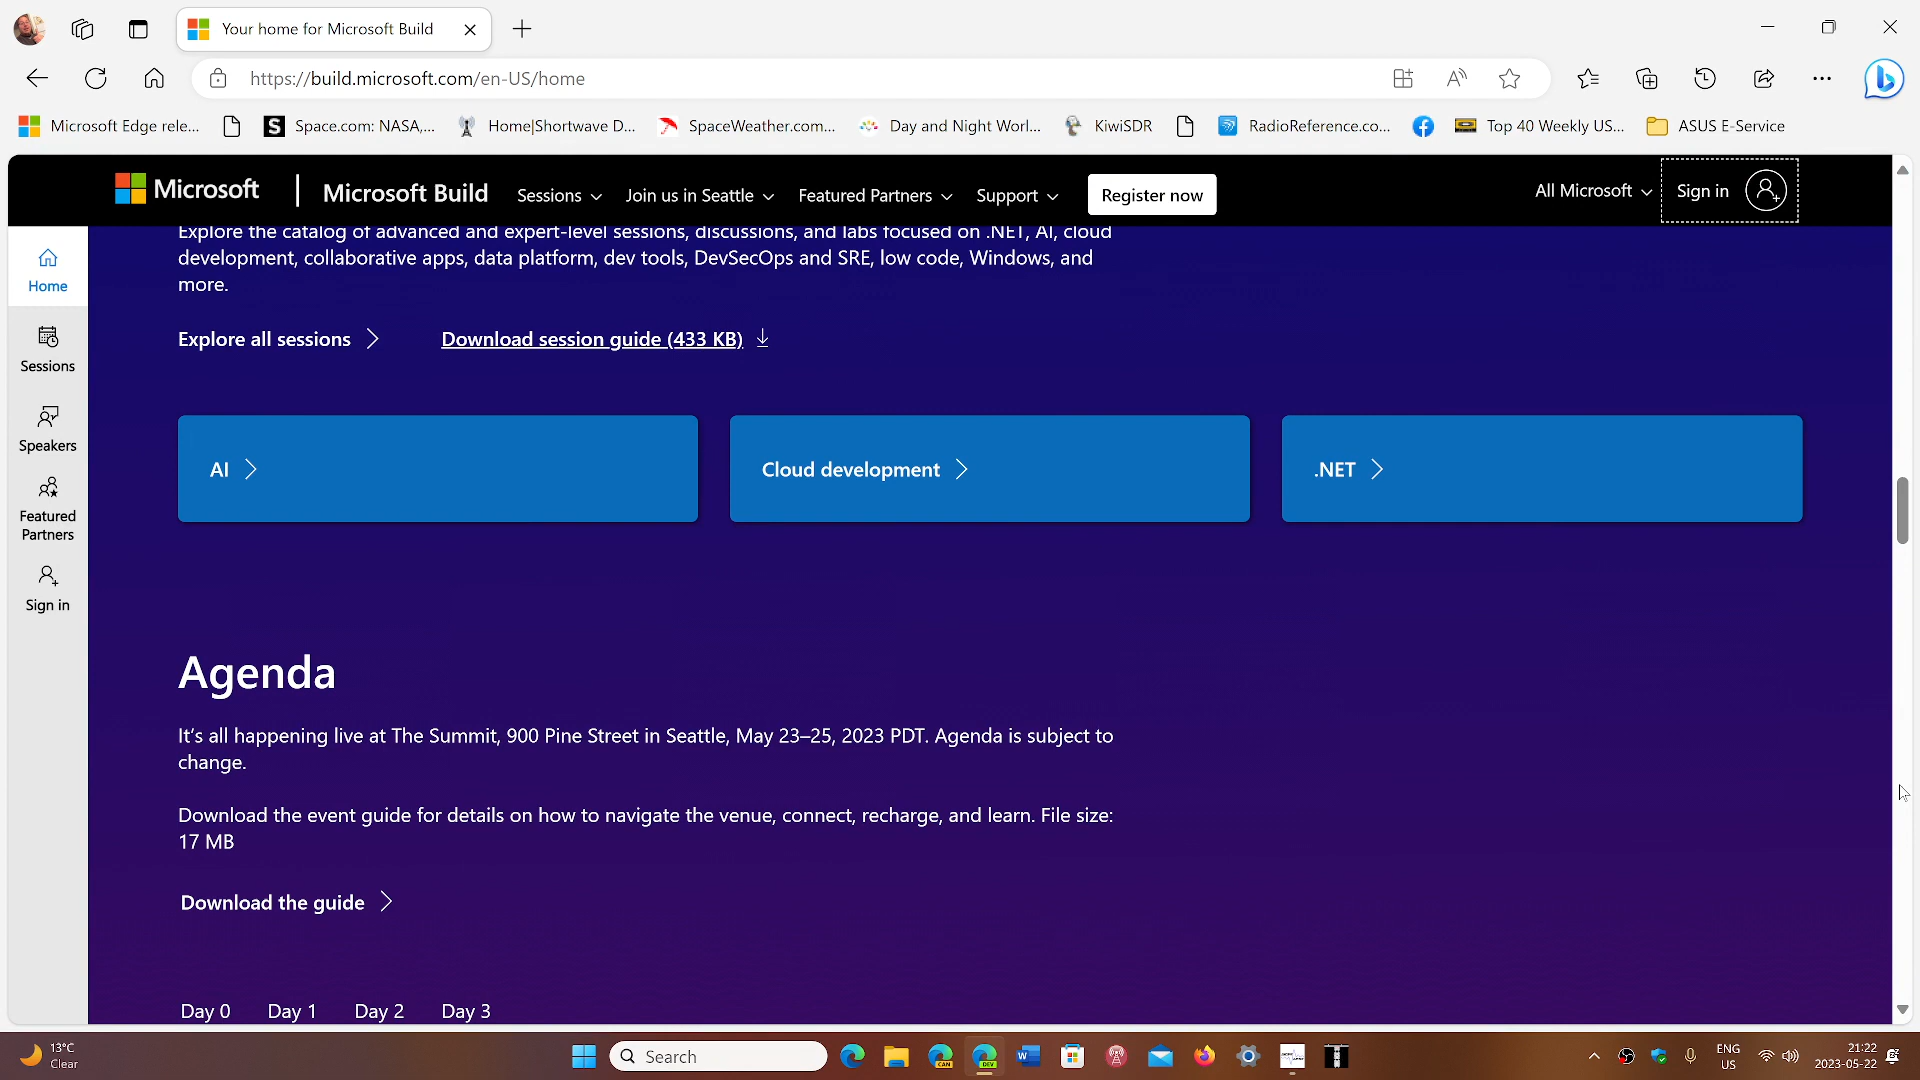 Your home for Microsoft Build
https://build.microsoft.com/en-US/home
Microsoft Edge rele...
Space.com: NASA,...
Home|Shortwave D...
SpaceWeather.com...
Day and Night Worl...
KiwiSDR
RadioReference.co...
Top 40 Weekly US...
ASUS E-Service
Microsoft
Microsoft Build
Sessions
Join us in Seattle
Featured Partners
Support
Register now
All Microsoft
Sign in
Home
Sessions
Speakers
Featured
Partners
Sign in
Explore the catalog of advanced and expert-level sessions, discussions, and labs focused on .NET, AI, cloud
development, collaborative apps, data platform, dev tools, DevSecOps and SRE, low code, Windows, and
more.
Explore all sessions
Download session guide (433 KB)
AI
Cloud development
.NET
Agenda
It's all happening live at The Summit, 900 Pine Street in Seattle, May 23–25, 2023 PDT. Agenda is subject to
change.
Download the event guide for details on how to navigate the venue, connect, recharge, and learn. File size:
17 MB
Download the guide
Day 0
Day 1
Day 2
Day 3
13°C
Clear
Search
CAN
DEV
ENG
US
21:22
2023-05-22